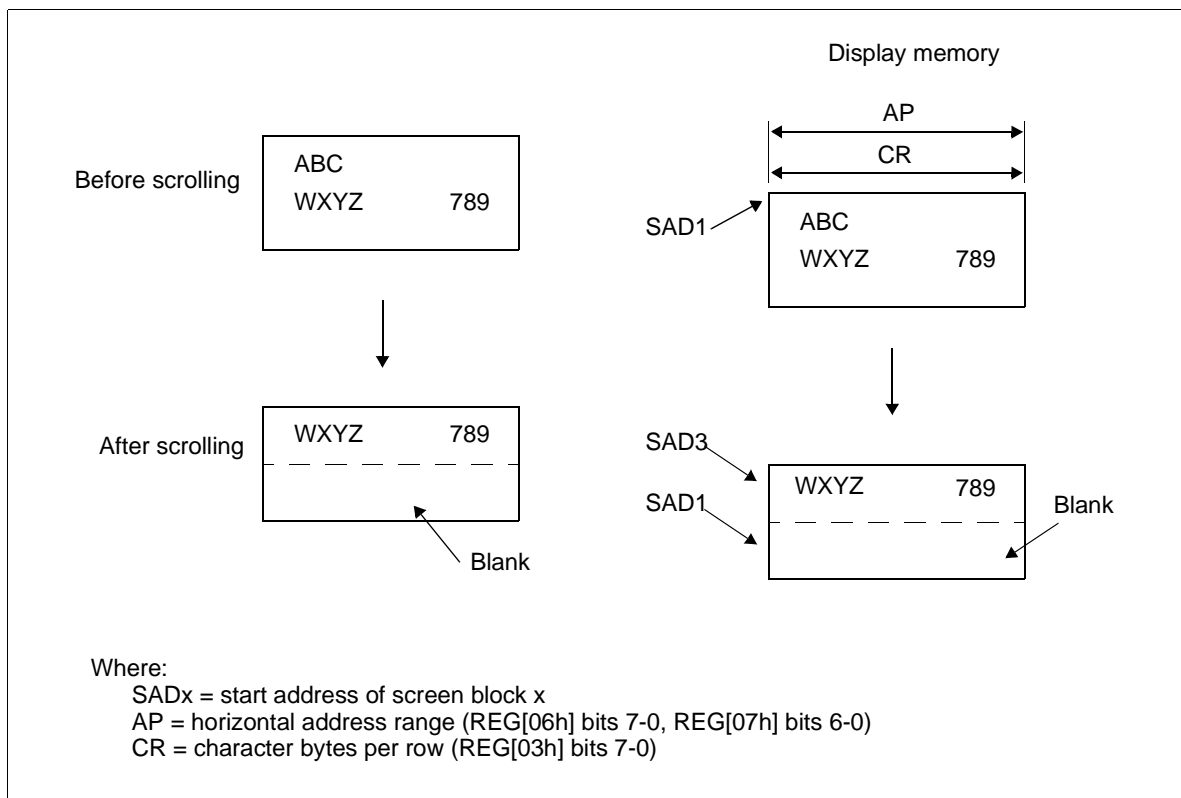 Display memory
AP
CR
Before scrolling
ABC
WXYZ 789
SAD1
ABC
WXYZ 789
After scrolling
WXYZ 789
Blank
SAD3
SAD1
WXYZ 789
Blank
Where:
SADx = start address of screen block x
AP = horizontal address range (REG[06h] bits 7-0, REG[07h] bits 6-0)
CR = character bytes per row (REG[03h] bits 7-0)